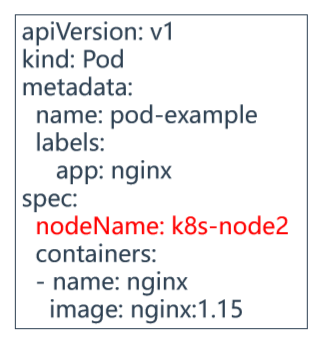 apiVersion: v1
kind: Pod
metadata:
  name: pod-example
  labels:
    app: nginx
spec:
  nodeName: k8s-node2
  containers:
  - name: nginx
    image: nginx:1.15